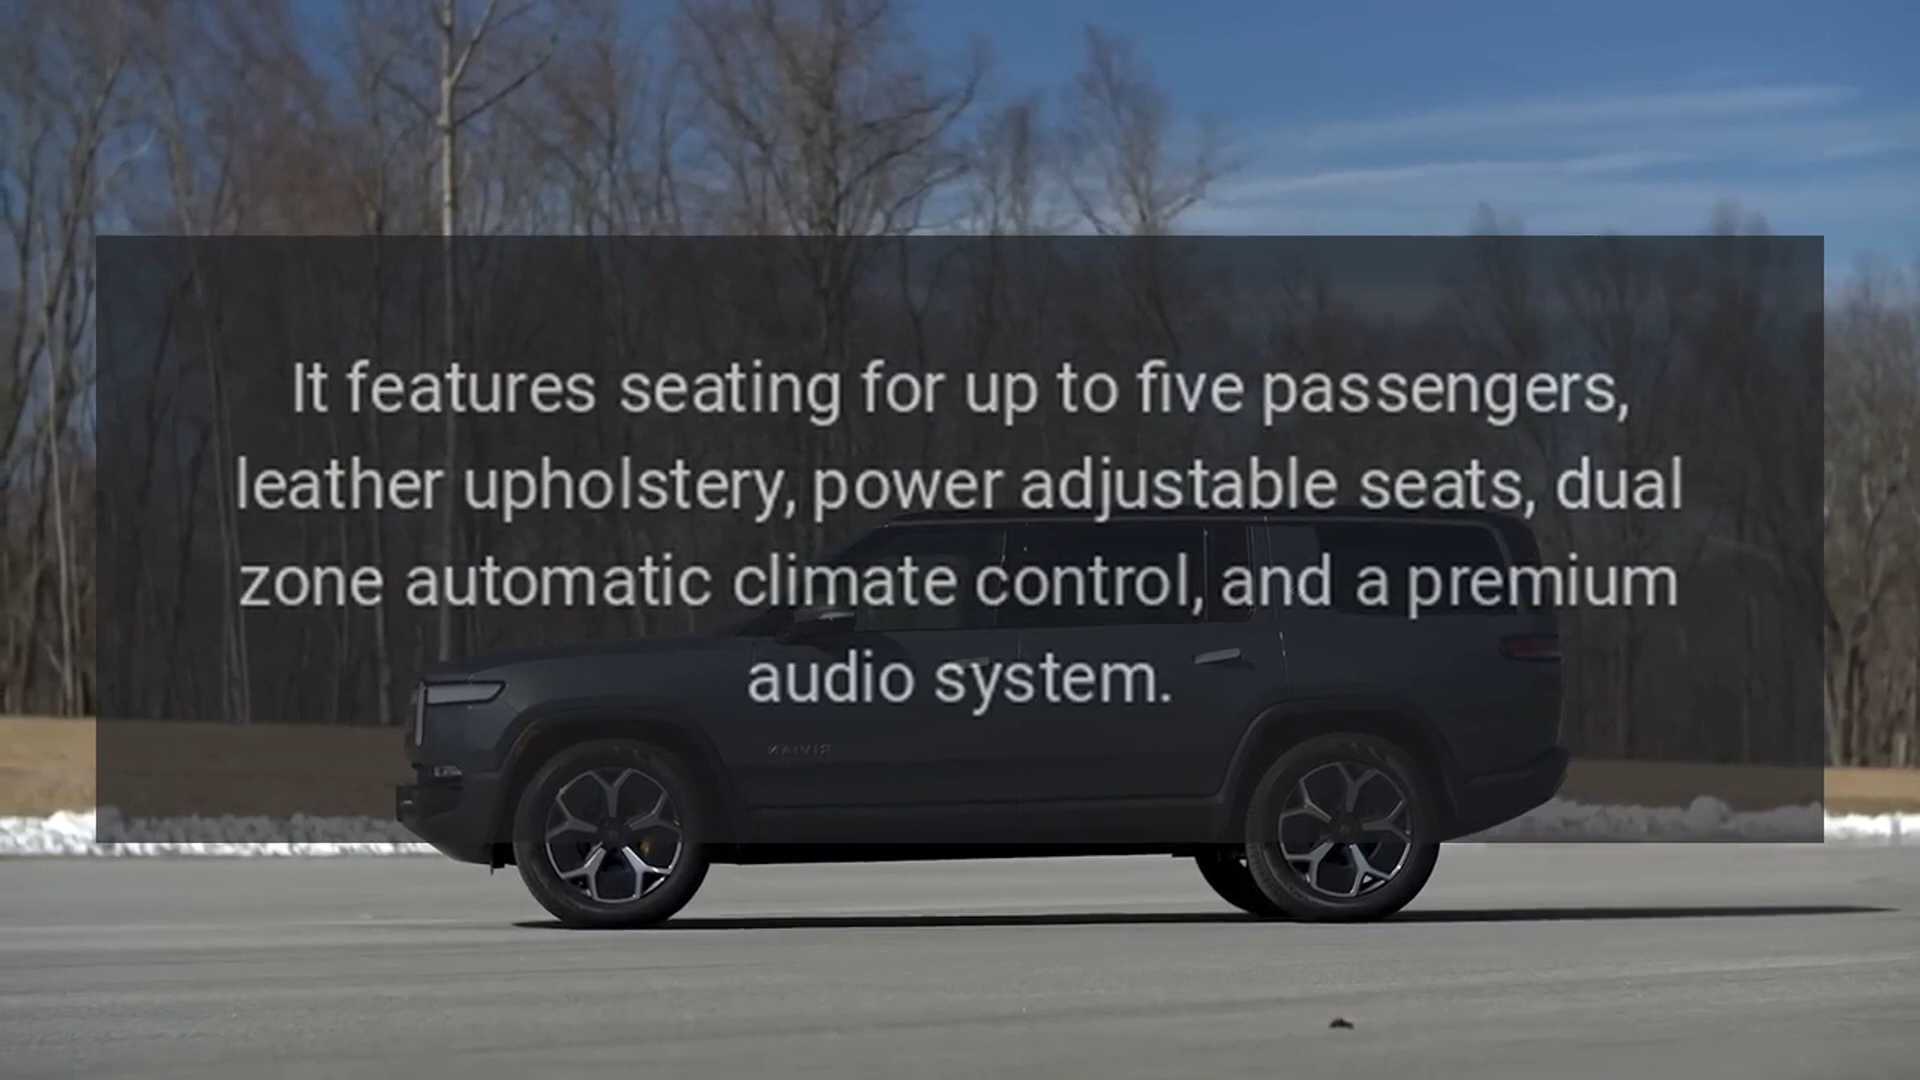 It features seating for up to five passengers,
leather upholstery, power adjustable seats, dual
zone automatic climate control, and a premium
audio system.
RIVIAN